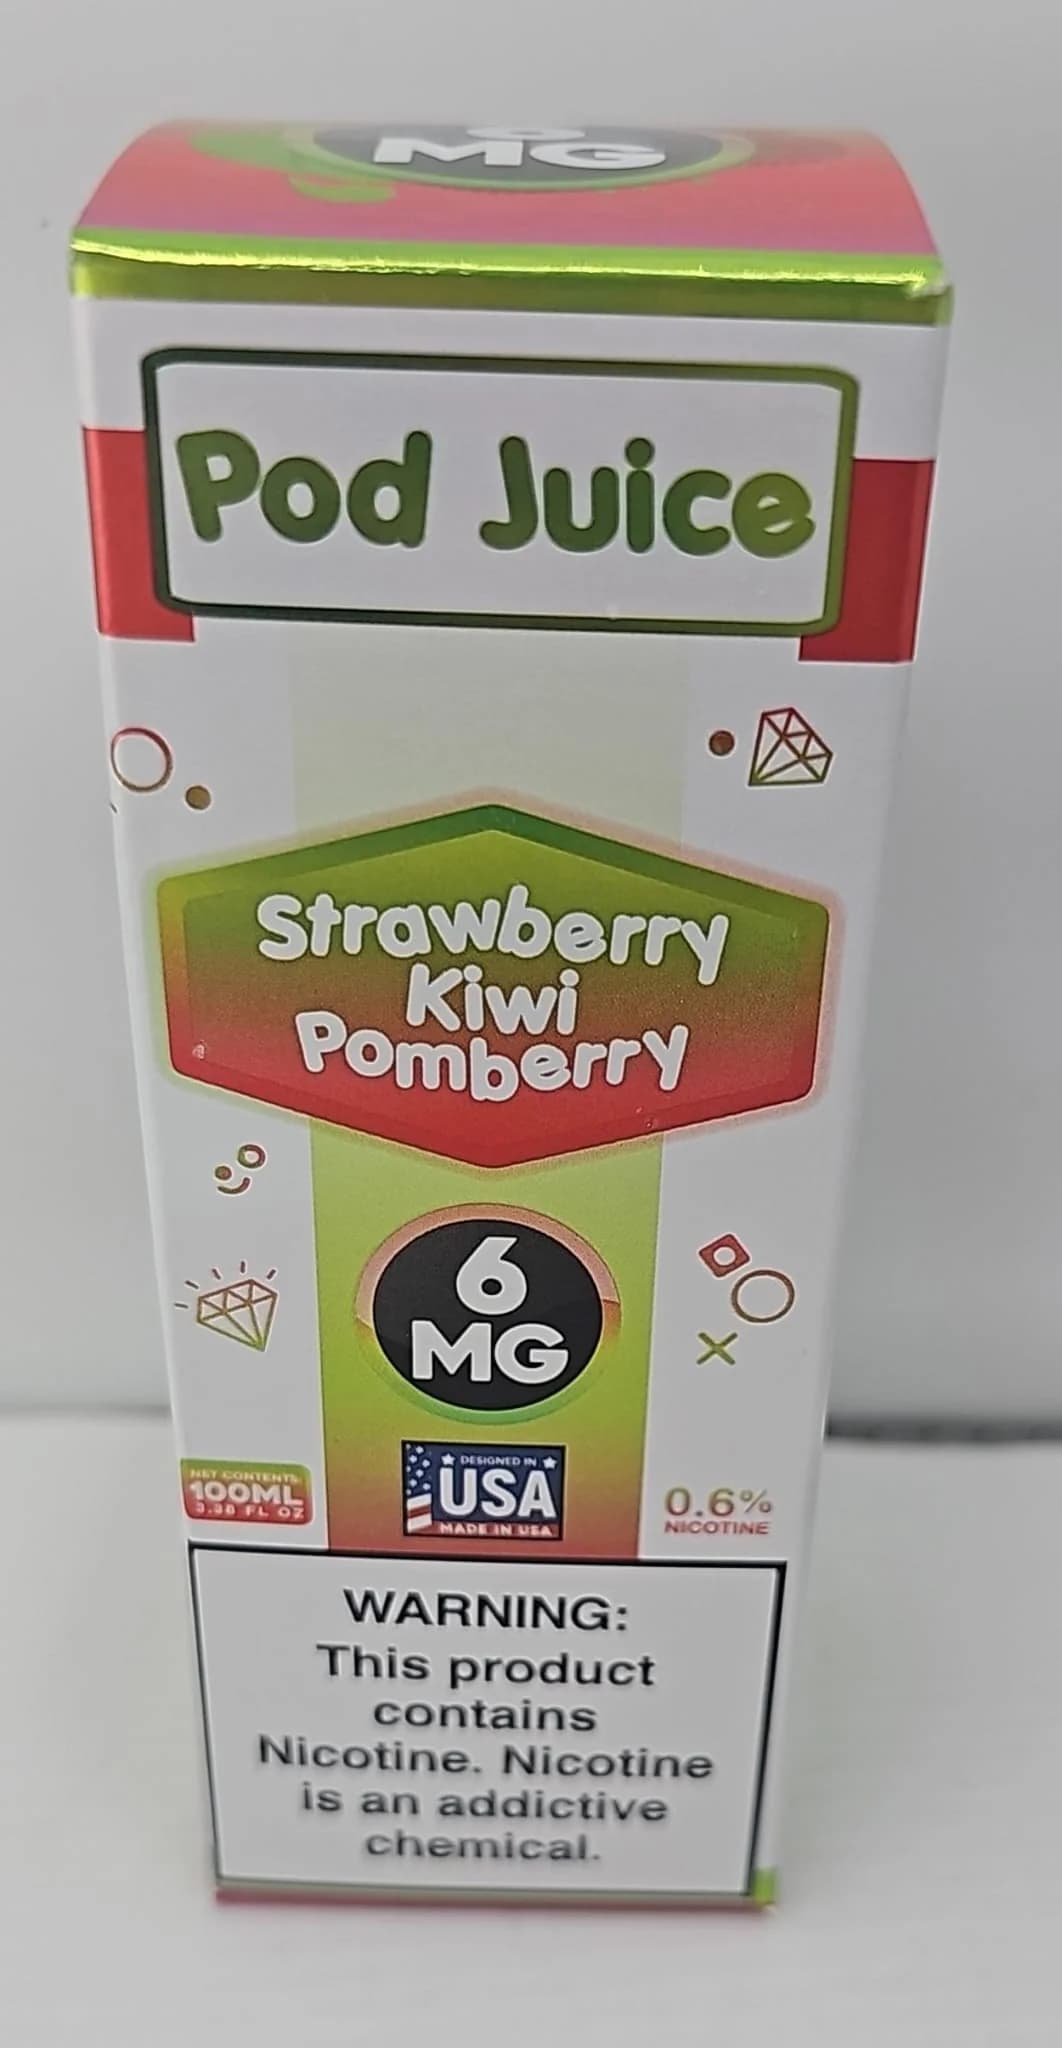 6
MG
Pod Juice
Strawberry
Kiwi
Pomberry
6
MG
DESIGNED IN
USA
MADE IN USA
NET CONTENTS:
100ML
3.38 FL OZ
0.6%
NICOTINE
WARNING:
This product
contains
Nicotine. Nicotine
is an addictive
chemical.